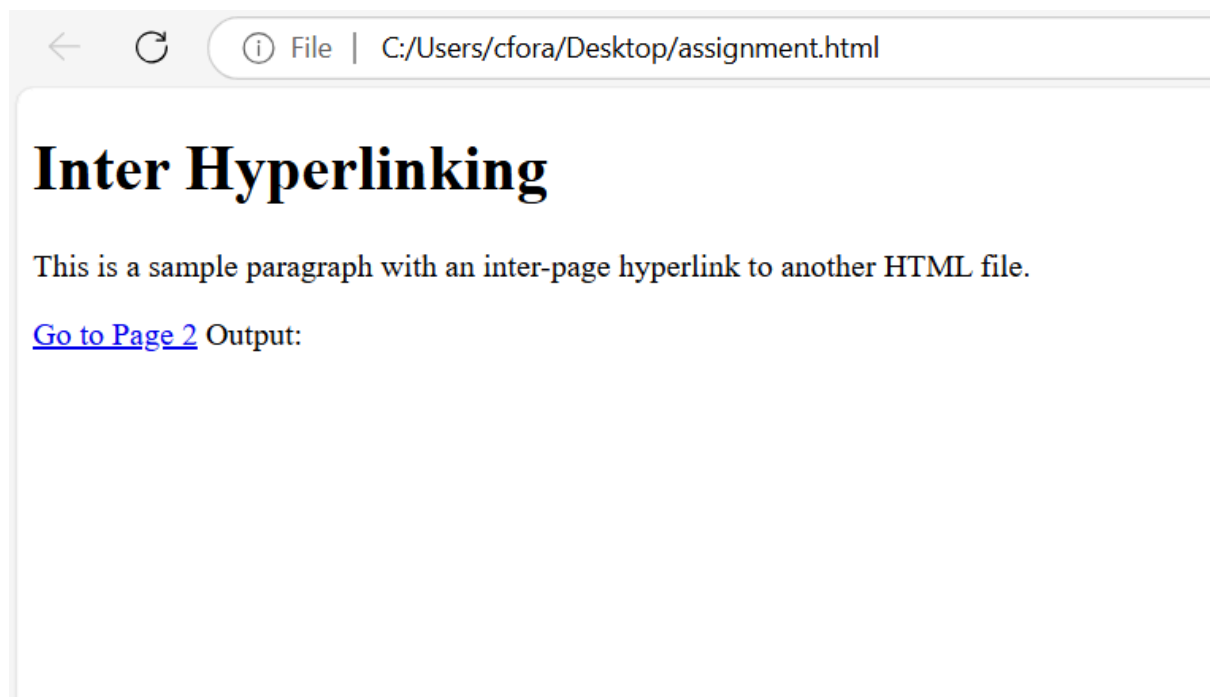 File | C:/Users/cfora/Desktop/assignment.html
Inter Hyperlinking
This is a sample paragraph with an inter-page hyperlink to another HTML file.
Go to Page 2 Output: